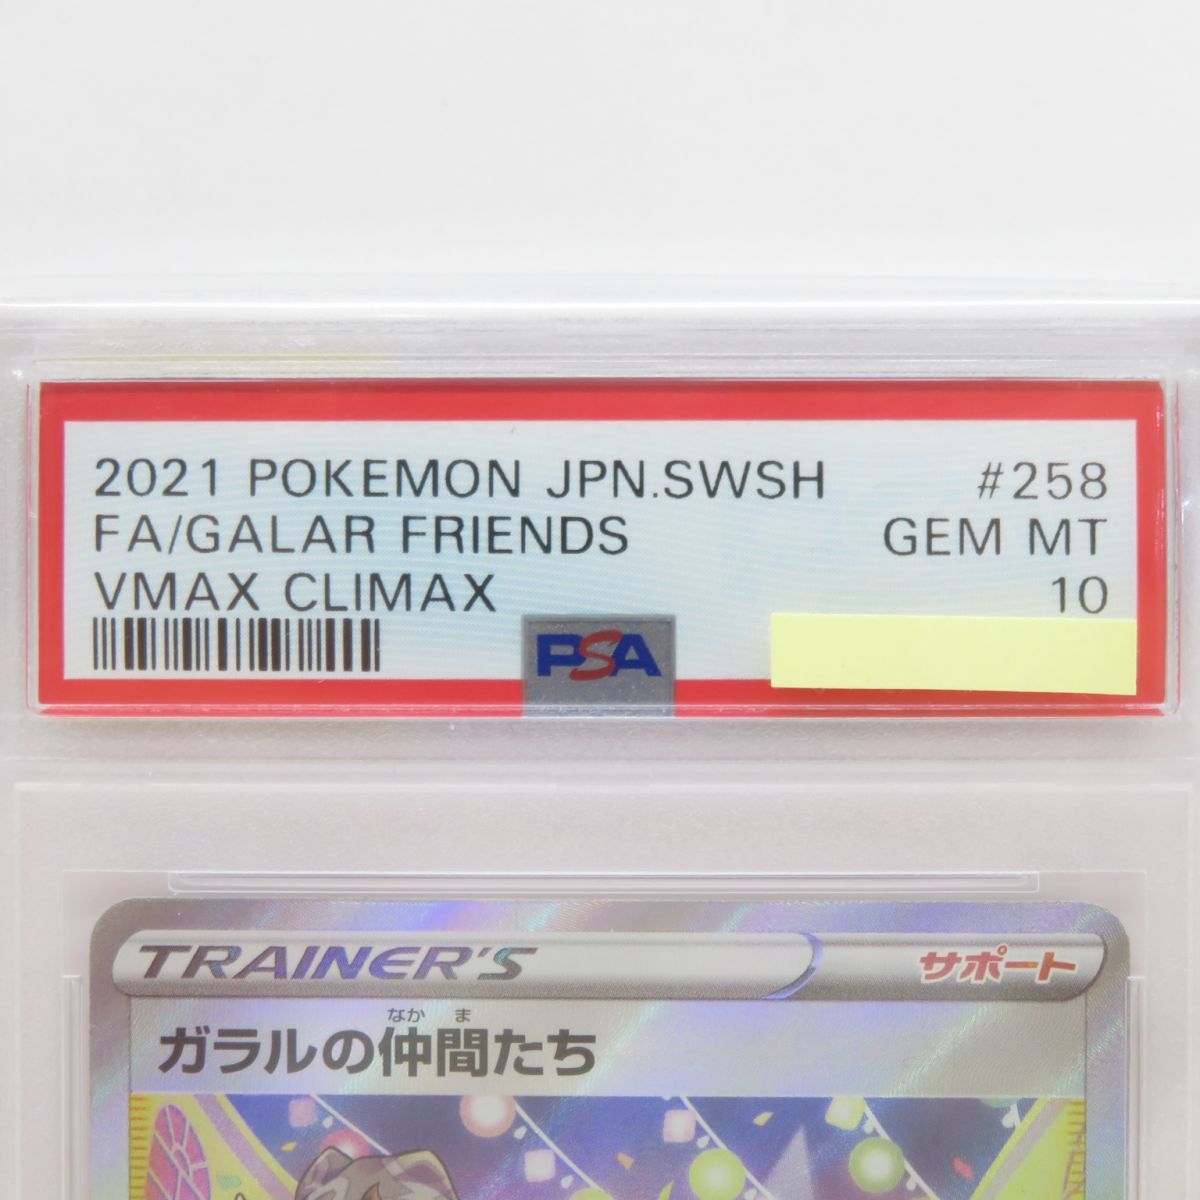 2021 POKEMON JPN.SWSH #258
FA/GALAR FRIENDS GEM MT
VMAX CLIMAX 10
PSA
TRAINER'S サポート
なかま
ガラルの仲間たち